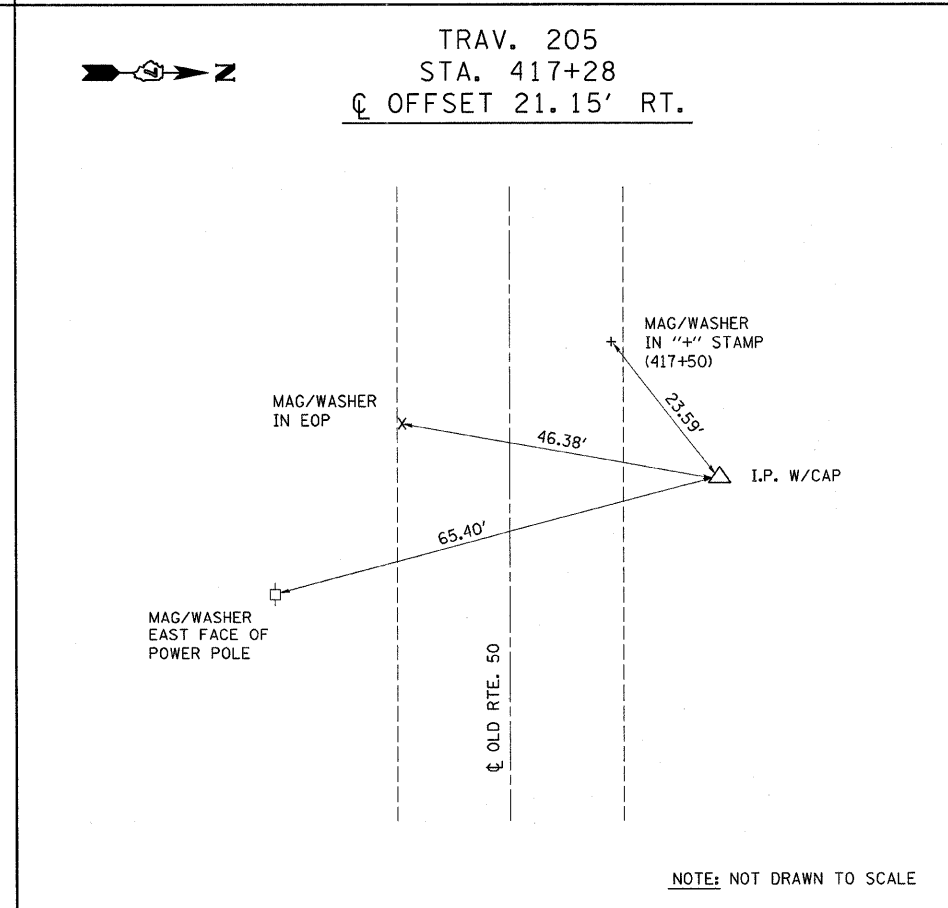 TRAV. 205
STA. 417+28
℄ OFFSET 21.15' RT.
N
MAG/WASHER
IN "+" STAMP
(417+50)
MAG/WASHER
IN EOP
23.59'
46.38'
I.P. W/CAP
65.40'
MAG/WASHER
EAST FACE OF
POWER POLE
℄ OLD RTE. 50
NOTE: NOT DRAWN TO SCALE